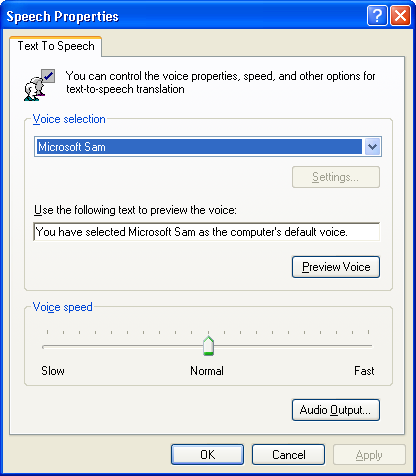 Speech Properties
Text To Speech
You can control the voice properties, speed, and other options for
text-to-speech translation
Voice selection
Microsoft Sam
Settings...
Use the following text to preview the voice:
You have selected Microsoft Sam as the computer's default voice.
Preview Voice
Voice speed
Slow Normal Fast
Audio Output...
OK Cancel Apply